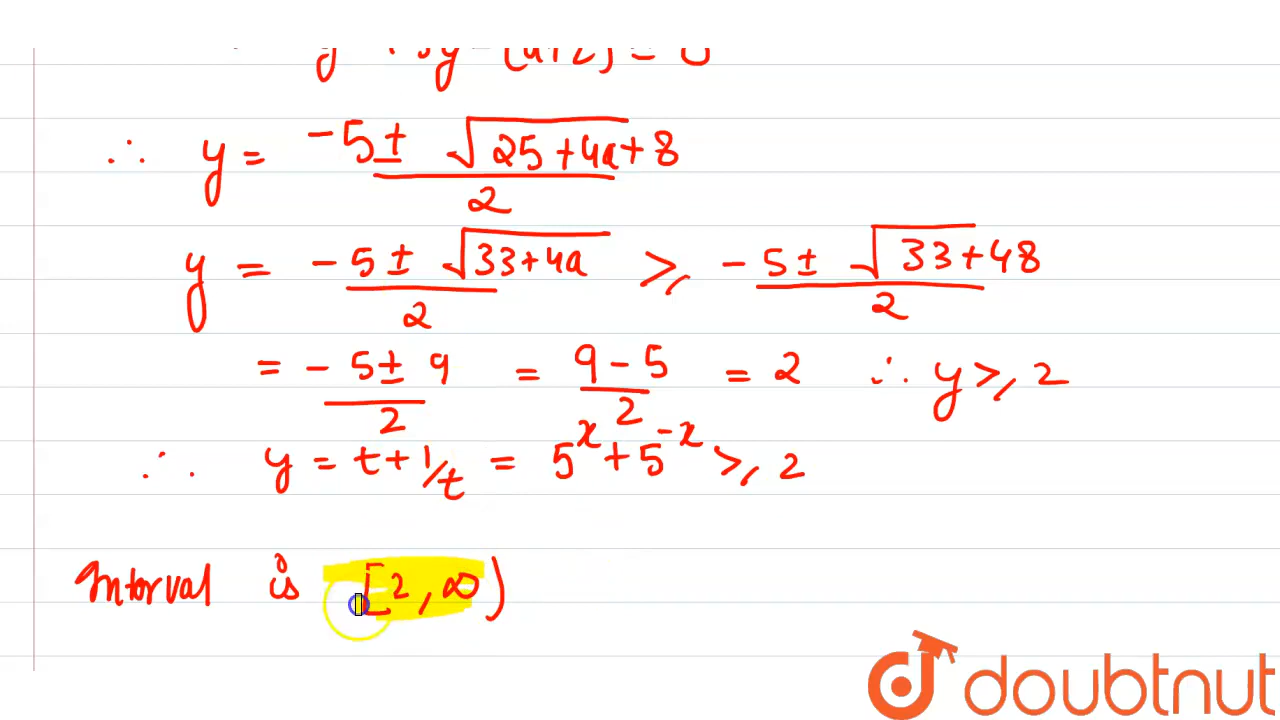 ∴ y = -5 ± √25 + 4a + 8 / 2
y = -5 ± √33 + 4a / 2 ⩾ -5 ± √33 + 48 / 2
= -5 ± 9 / 2 = 9 - 5 / 2 = 2 ∴ y ⩾ 2
∴ y = t + 1/t = 5^x + 5^-x ⩾ 2
Interval is [2, ∞)
doubtnut